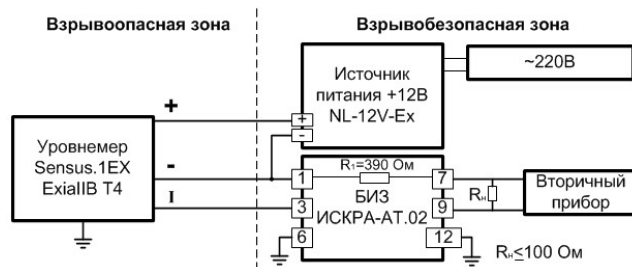 Взрывоопасная зона
Взрывобезопасная зона
Источник
питания +12В
NL-12V-Ex
~220В
+
+
-
Уровнемер
Sensus.1EX
ExiaIIB T4
-
I
R₁=390 Ом
1
7
БИЗ
ИСКРА-АТ.02
3
9
6
12
Rн
Вторичный
прибор
Rн≤100 Ом